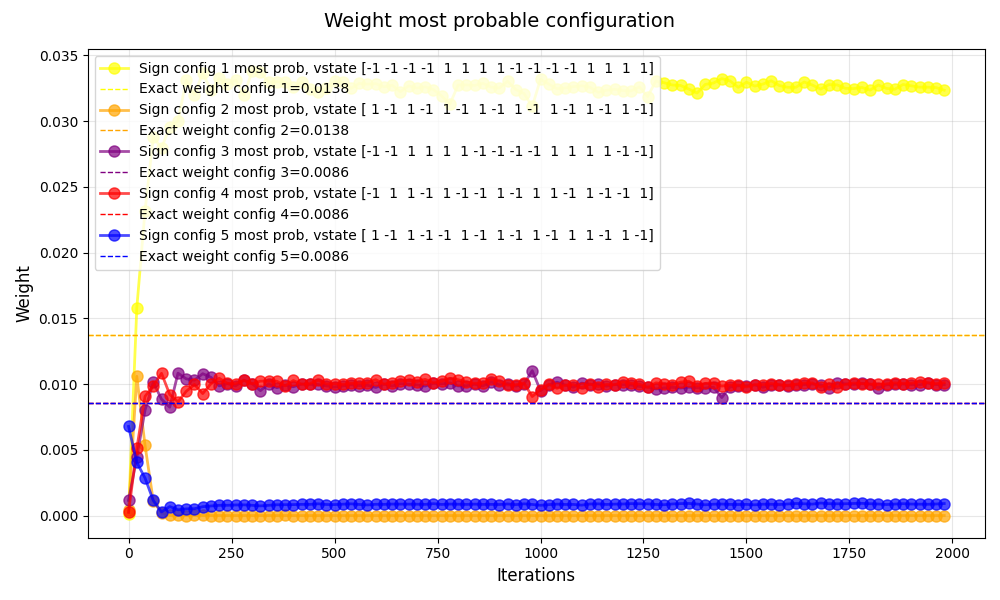 Weight most probable configuration
Sign config 1 most prob, vstate [-1 -1 -1 -1  1  1  1  1 -1 -1 -1 -1  1  1  1  1]
Exact weight config 1=0.0138
Sign config 2 most prob, vstate [ 1 -1  1 -1  1 -1  1 -1  1 -1  1 -1  1 -1  1 -1]
Exact weight config 2=0.0138
Sign config 3 most prob, vstate [-1 -1  1  1  1  1 -1 -1 -1 -1  1  1  1  1 -1 -1]
Exact weight config 3=0.0086
Sign config 4 most prob, vstate [-1  1  1 -1  1 -1 -1  1 -1  1  1 -1  1 -1 -1  1]
Exact weight config 4=0.0086
Sign config 5 most prob, vstate [ 1 -1  1 -1 -1  1 -1  1 -1  1 -1  1  1 -1  1 -1]
Exact weight config 5=0.0086
0.035
0.030
0.025
0.020
0.015
0.010
0.005
0.000
Weight
0 250 500 750 1000 1250 1500 1750 2000
Iterations